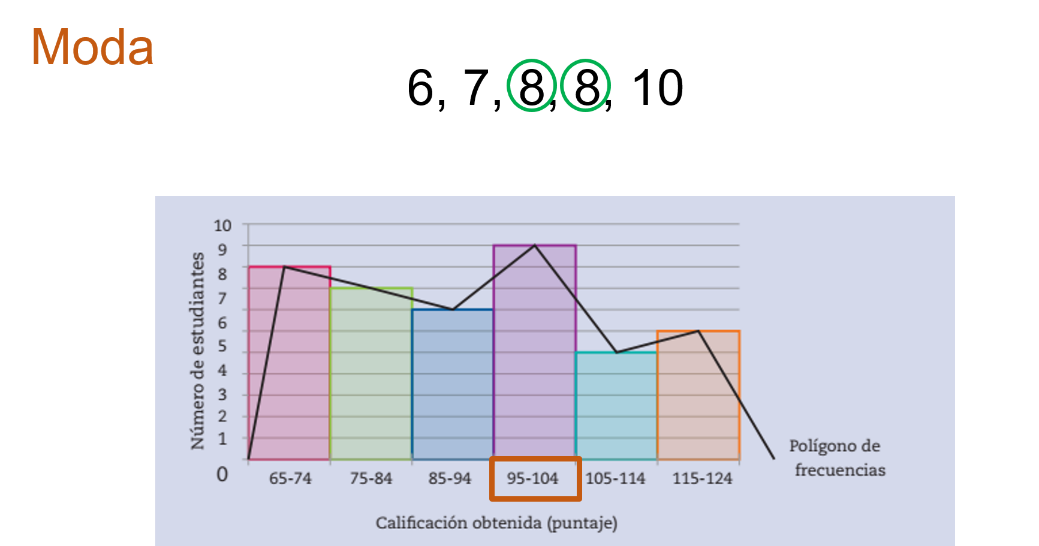 Moda
6, 7, 8, 8, 10
10
9
8
7
6
5
4
3
2
1
0
Número de estudiantes
65-74 75-84 85-94 95-104 105-114 115-124
Calificación obtenida (puntaje)
Polígono de
frecuencias